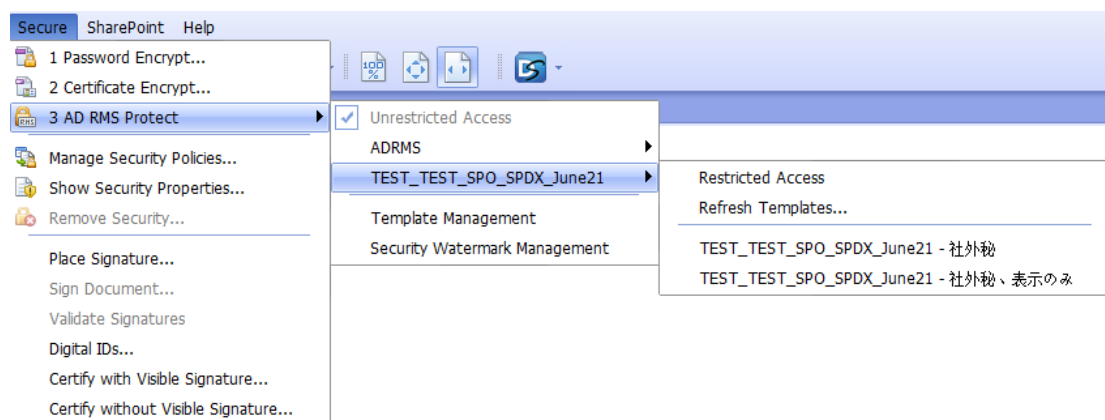 Secure SharePoint Help
1 Password Encrypt...
2 Certificate Encrypt...
3 AD RMS Protect
Manage Security Policies...
Show Security Properties...
Remove Security...
Place Signature...
Sign Document...
Validate Signatures
Digital IDs...
Certify with Visible Signature...
Certify without Visible Signature...
100%
Unrestricted Access
ADRMS
TEST_TEST_SPO_SPDX_June21
Template Management
Security Watermark Management
Restricted Access
Refresh Templates...
TEST_TEST_SPO_SPDX_June21 - 社外秘
TEST_TEST_SPO_SPDX_June21 - 社外秘、表示のみ